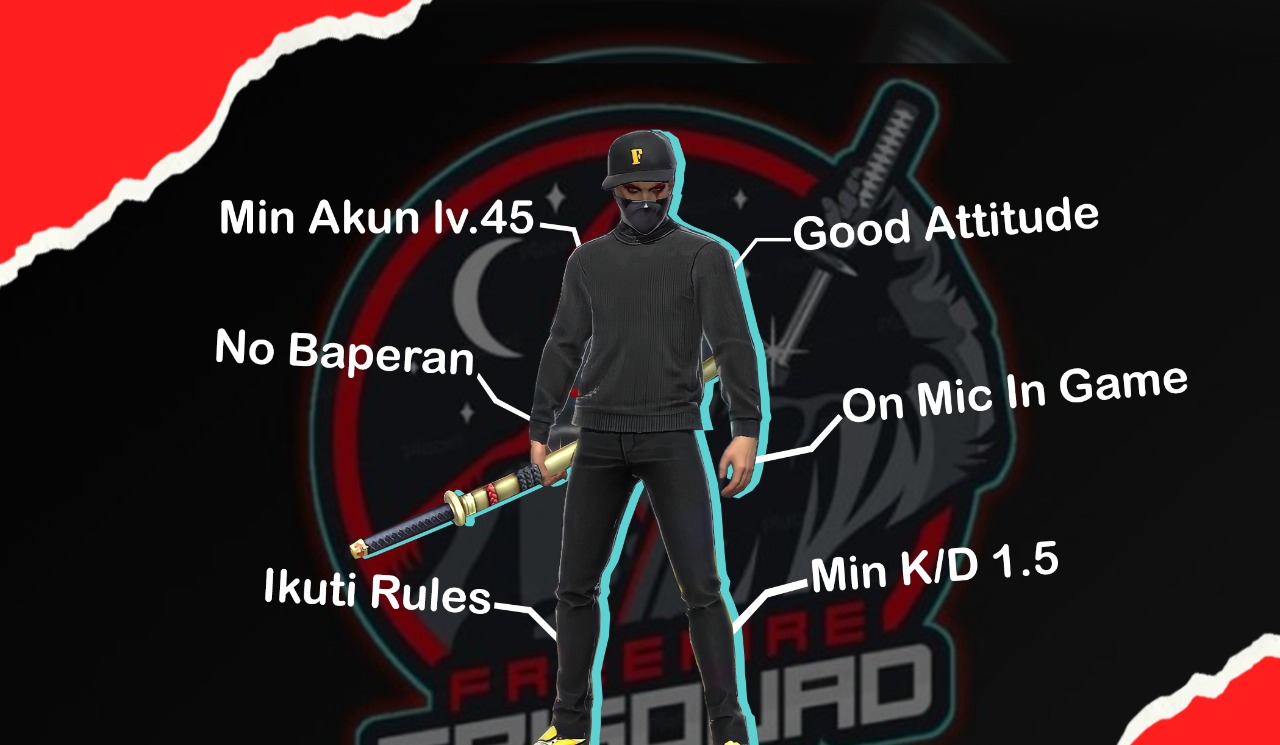 F
Min Akun lv.45
Good Attitude
No Baperan
On Mic In Game
Ikuti Rules
Min K/D 1.5